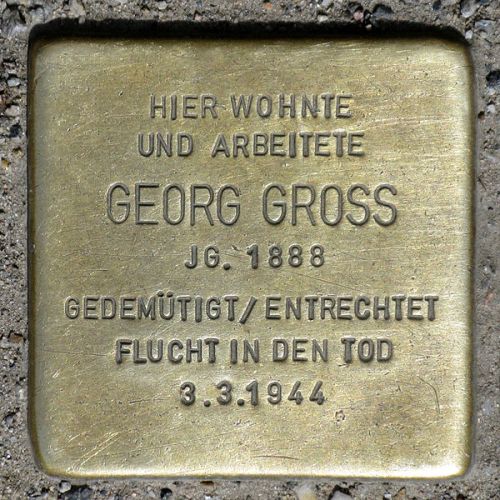 HIER WOHNTE
UND ARBEITETE
GEORG GROSS
JG. 1888
GEDEMÜTIGT/ENTRECHTET
FLUCHT IN DEN TOD
3.3.1944